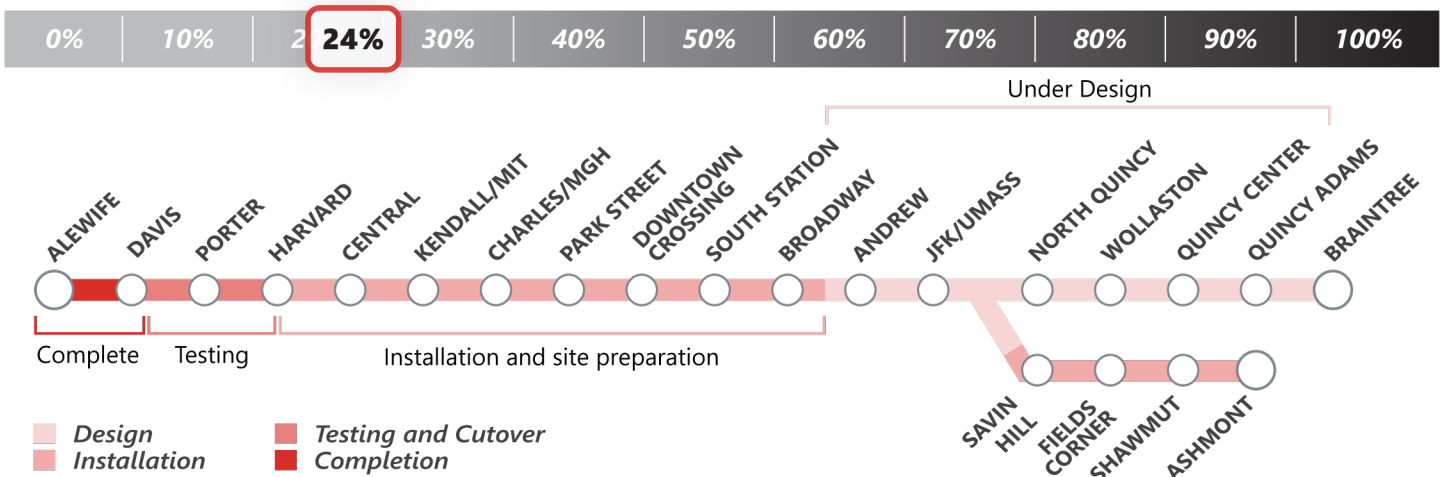 0% 10% 2 24% 30% 40% 50% 60% 70% 80% 90% 100%
Under Design
ALEWIFE
DAVIS
PORTER
HARVARD
CENTRAL
KENDALL/MIT
CHARLES/MGH
PARK STREET
DOWNTOWN
CROSSING
SOUTH STATION
BROADWAY
ANDREW
JFK/UMASS
NORTH QUINCY
WOLLASTON
QUINCY CENTER
QUINCY ADAMS
BRAINTREE
Complete
Testing
Installation and site preparation
SAVIN
HILL
FIELDS
CORNER
SHAWMUT
ASHMONT
Design
Installation
Testing and Cutover
Completion